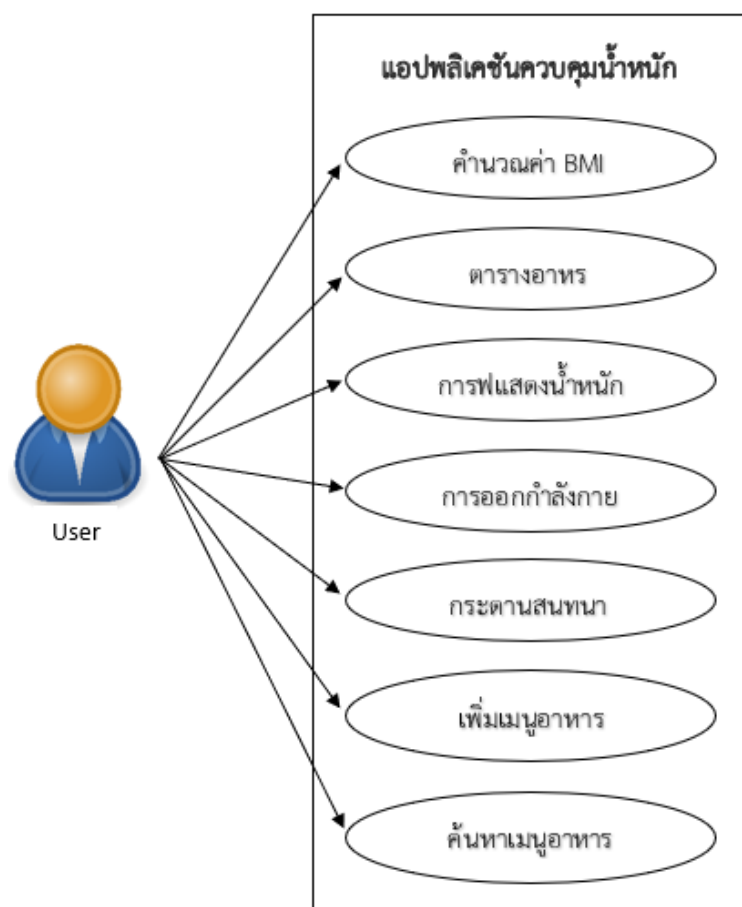 แอปพลิเคชันควบคุมน้ำหนัก
คำนวณค่า BMI
ตารางอาหร
การฟแสดงน้ำหนัก
การออกกำลังกาย
กระดานสนทนา
เพิ่มเมนูอาหาร
ค้นหาเมนูอาหาร
User